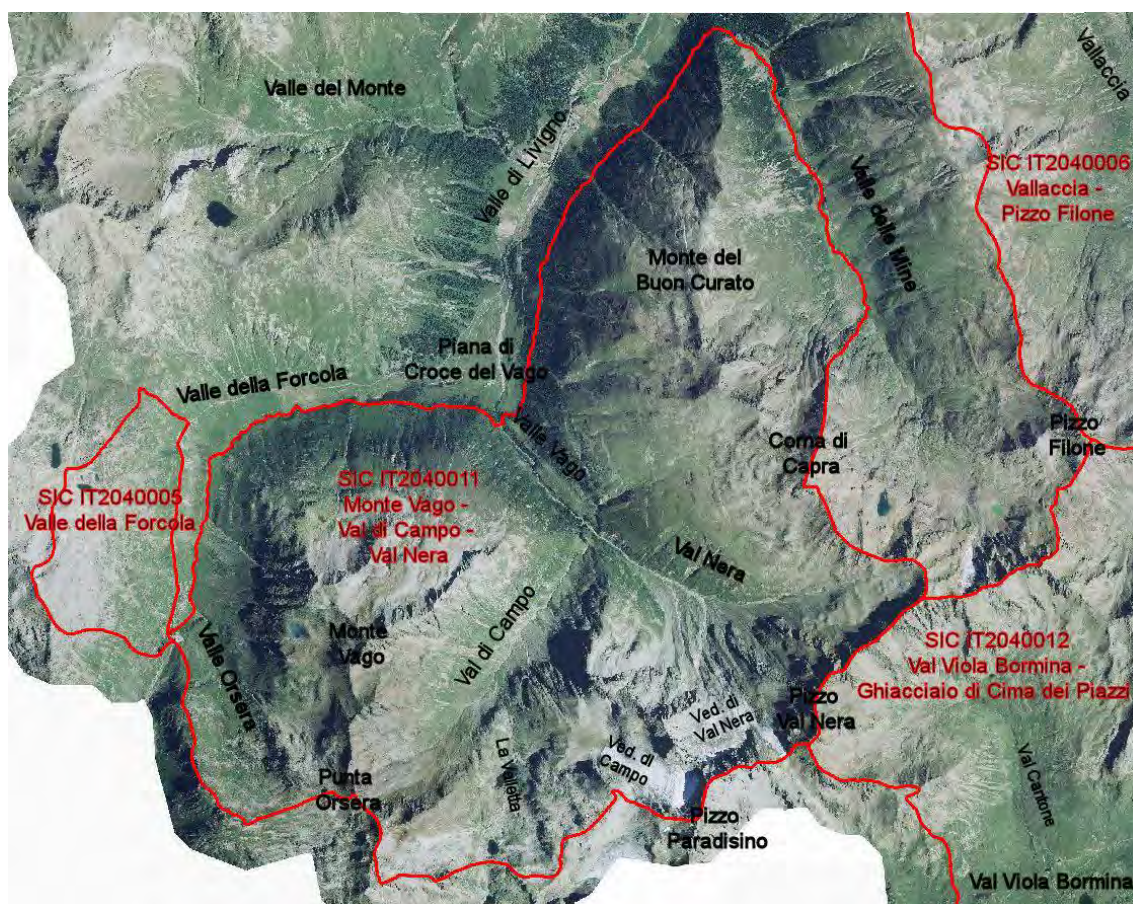 Valle del Monte
Vallaccia
Valle di Livigno
SIC IT2040006
Vallaccia -
Pizzo Filone
Valle delle Mine
Monte del
Buon Curato
Piana di
Croce del Vago
Valle della Forcola
Valle Vago
Corna di
Capra
Pizzo
Filone
SIC IT2040005
Valle della Forcola
SIC IT2040011
Monte Vago -
Val di Campo -
Val Nera
Val Nera
Val di Campo
Monte
Vago
Valle Orsera
SIC IT2040012
Val Viola Bormina -
Ghiacciaio di Cima dei Piazzi
Pizzo
Val Nera
Ved. di
Val Nera
Ved. di
Campo
La Valletta
Val Cantone
Punta
Orsera
Pizzo
Paradisino
Val Viola Bormina